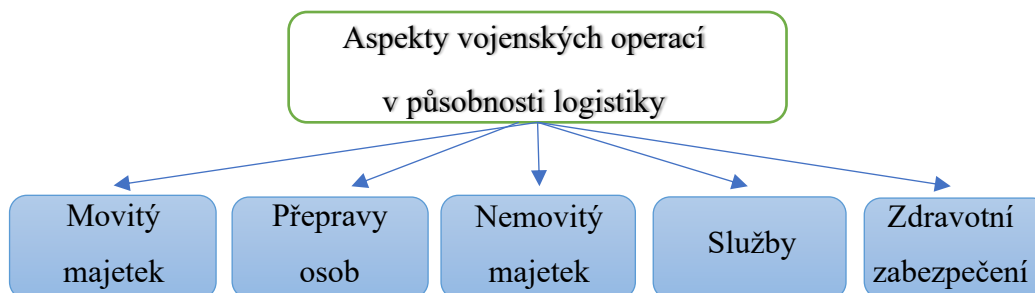 Aspekty vojenských operací
v působnosti logistiky
Movitý
majetek
Přepravy
osob
Nemovitý
majetek
Služby
Zdravotní
zabezpečení